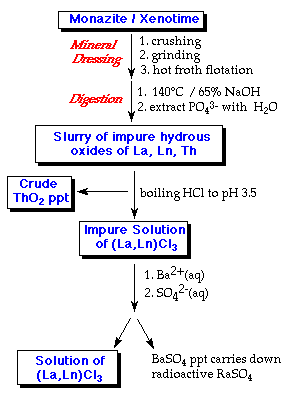 Monazite / Xenotime
Mineral
Dressing
1. crushing
2. grinding
3. hot froth flotation
Digestion
1. 140°C / 65% NaOH
2. extract PO₄³⁻ with H₂O
Slurry of impure hydrous
oxides of La, Ln, Th
Crude
ThO₂ ppt
boiling HCl to pH 3.5
Impure Solution
of (La,Ln)Cl₃
1. Ba²⁺(aq)
2. SO₄²⁻(aq)
Solution of
(La,Ln)Cl₃
BaSO₄ ppt carries down
radioactive RaSO₄